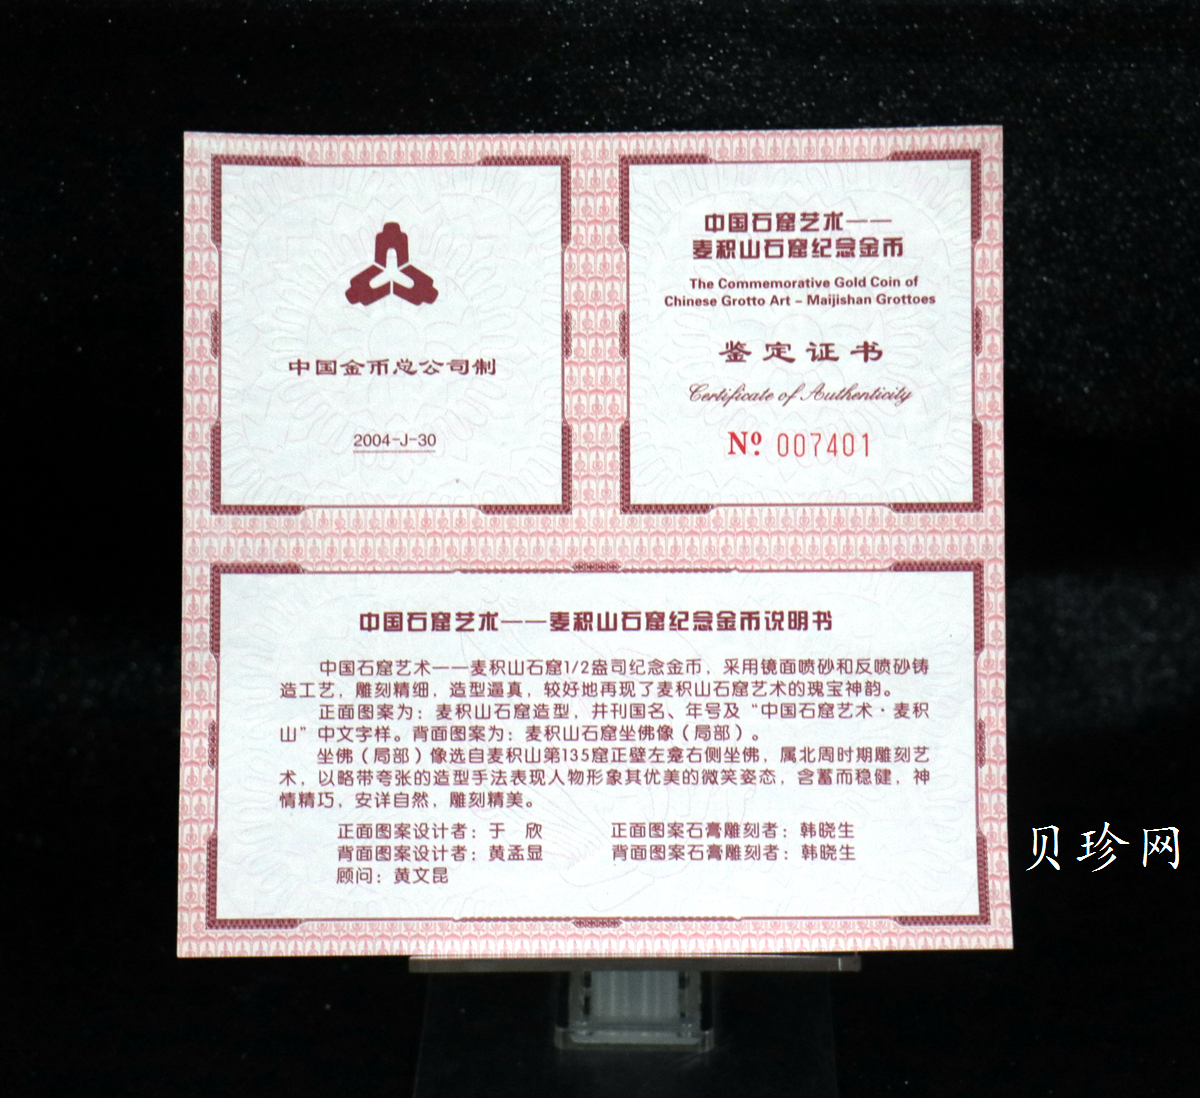 中国金币总公司制
2004-J-30
中国石窟艺术——
麦积山石窟纪念金币
The Commemorative Gold Coin of
Chinese Grotto Art – Maijishan Grottoes
鉴定证书
Certificate of Authenticity
Nº 007401
中国石窟艺术——麦积山石窟纪念金币说明书
中国石窟艺术——麦积山石窟1/2盎司纪念金币，采用镜面喷砂和反喷砂铸
造工艺，雕刻精细，造型逼真，较好地再现了麦积山石窟艺术的瑰宝神韵。
正面图案为：麦积山石窟造型，并刊国名、年号及“中国石窟艺术·麦积
山”中文字样。背面图案为：麦积山石窟坐佛像（局部）。
坐佛（局部）像选自麦积山第135窟正壁左龛右侧坐佛，属北周时期雕刻艺
术，以略带夸张的造型手法表现人物形象其优美的微笑姿态，含蓄而稳健，神
情精巧，安详自然，雕刻精美。
正面图案设计者：于 欣 正面图案石膏雕刻者：韩晓生
背面图案设计者：黄孟显 背面图案石膏雕刻者：韩晓生
顾问：黄文昆
贝珍网